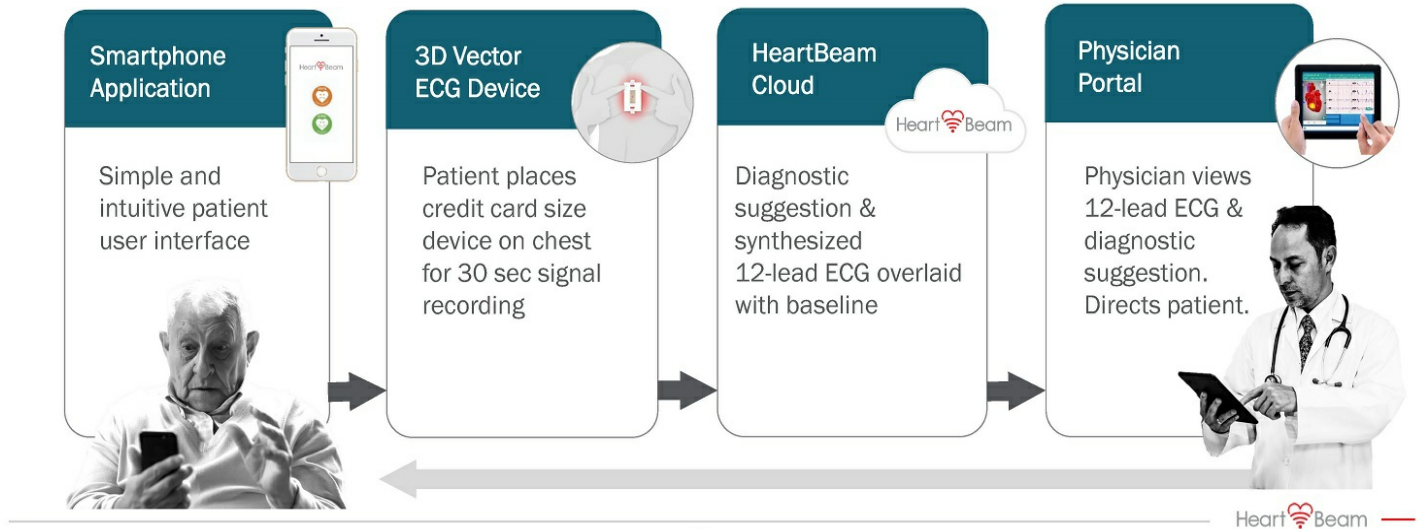 Smartphone
Application
HeartBeam
Simple and
intuitive patient
user interface
3D Vector
ECG Device
Patient places
credit card size
device on chest
for 30 sec signal
recording
HeartBeam
Cloud
HeartBeam
Diagnostic
suggestion &
synthesized
12-lead ECG overlaid
with baseline
Physician
Portal
Physician views
12-lead ECG &
diagnostic
suggestion.
Directs patient.
HeartBeam